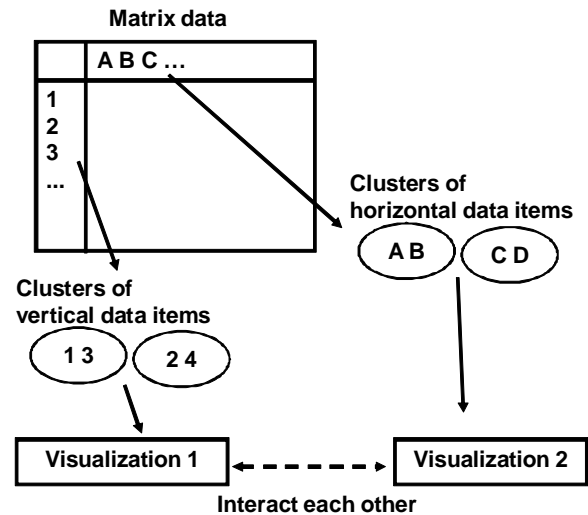 Matrix data
A B C ...
1
2
3
...
Clusters of
horizontal data items
A B
C D
Clusters of
vertical data items
1 3
2 4
Visualization 1
Visualization 2
Interact each other